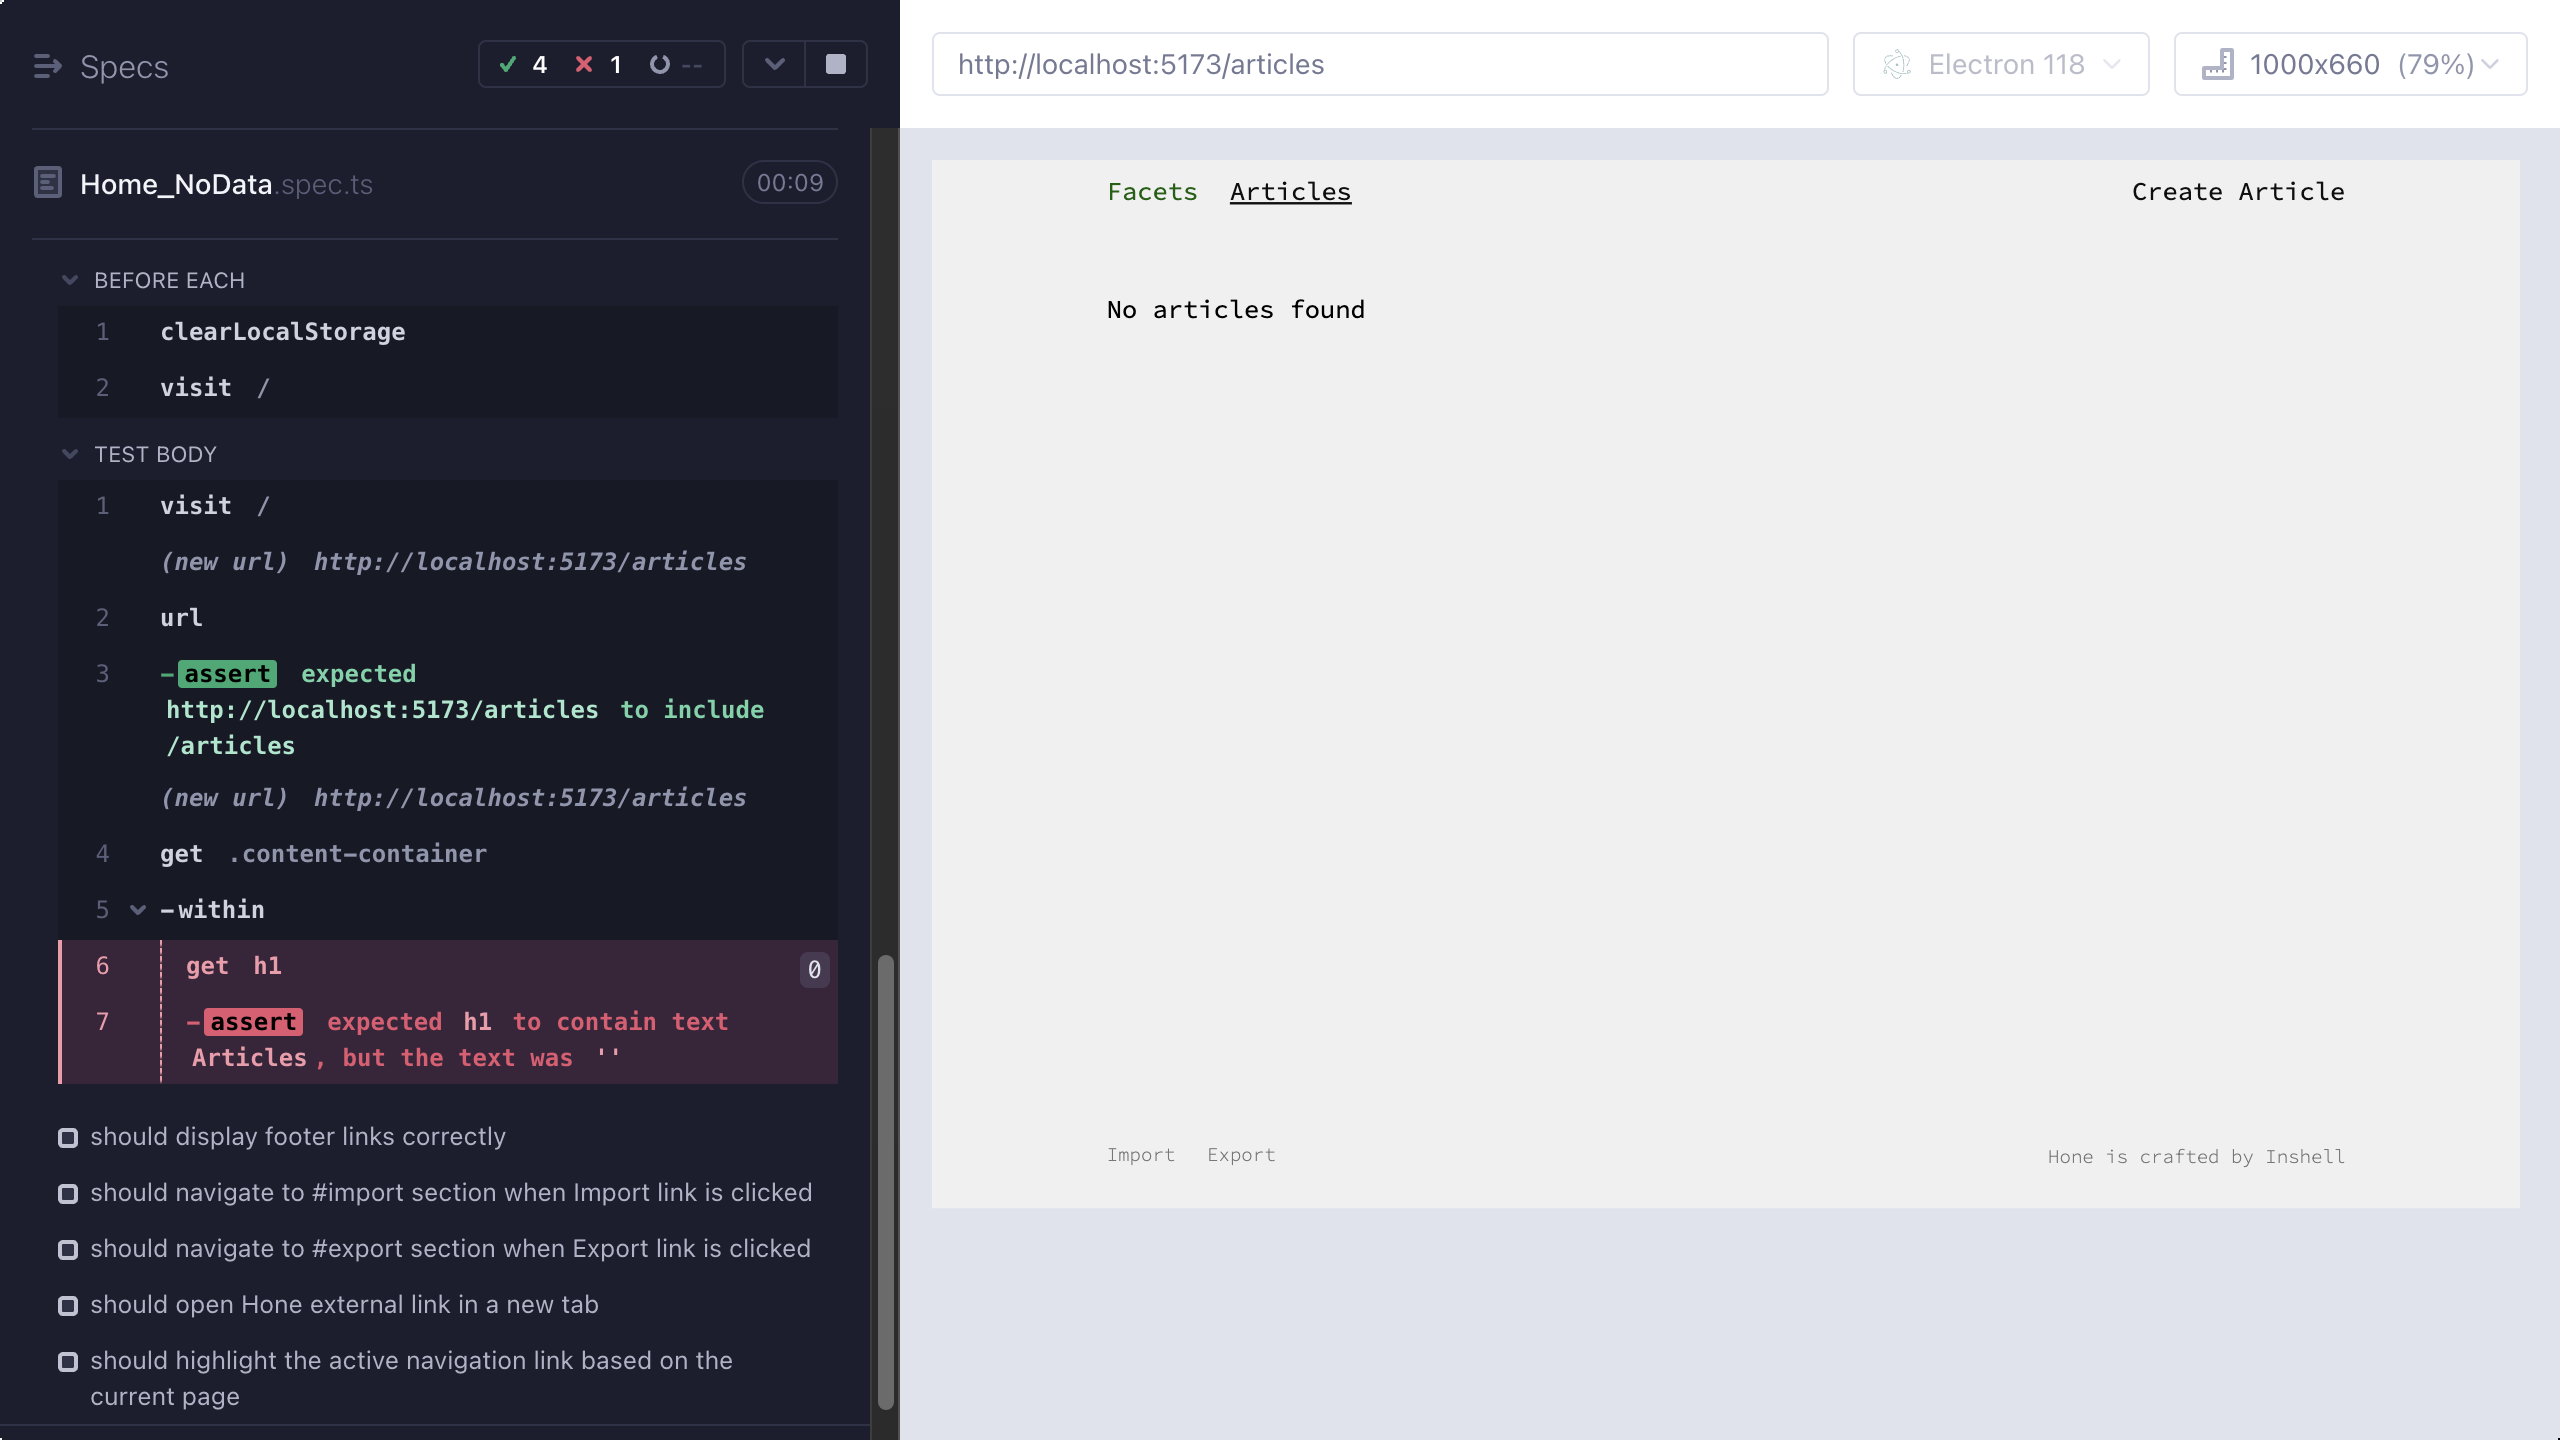 Specs
4 1 --
Home_NoData.spec.ts
00:09
BEFORE EACH
1 clearLocalStorage
2 visit /
TEST BODY
1 visit /
(new url) http://localhost:5173/articles
2 url
3 -assert expected
http://localhost:5173/articles to include
/articles
(new url) http://localhost:5173/articles
4 get .content-container
5 -within
6 get h1 0
7 -assert expected h1 to contain text
Articles, but the text was ''
should display footer links correctly
should navigate to #import section when Import link is clicked
should navigate to #export section when Export link is clicked
should open Hone external link in a new tab
should highlight the active navigation link based on the
current page
http://localhost:5173/articles
Electron 118
1000x660 (79%)
Facets Articles
Create Article
No articles found
Import Export
Hone is crafted by Inshell